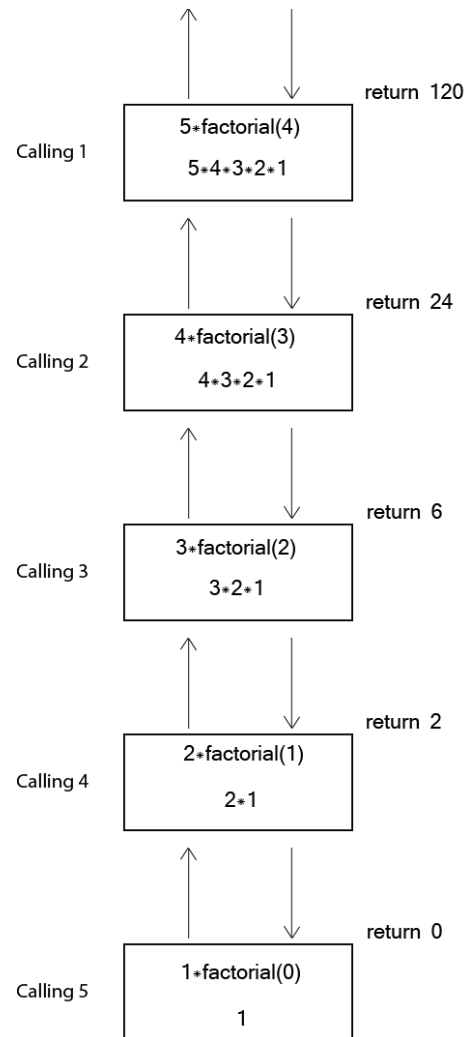 return 120
5*factorial(4)
Calling 1
5*4*3*2*1
return 24
4*factorial(3)
Calling 2
4*3*2*1
return 6
3*factorial(2)
Calling 3
3*2*1
return 2
2*factorial(1)
Calling 4
2*1
return 0
1*factorial(0)
Calling 5
1